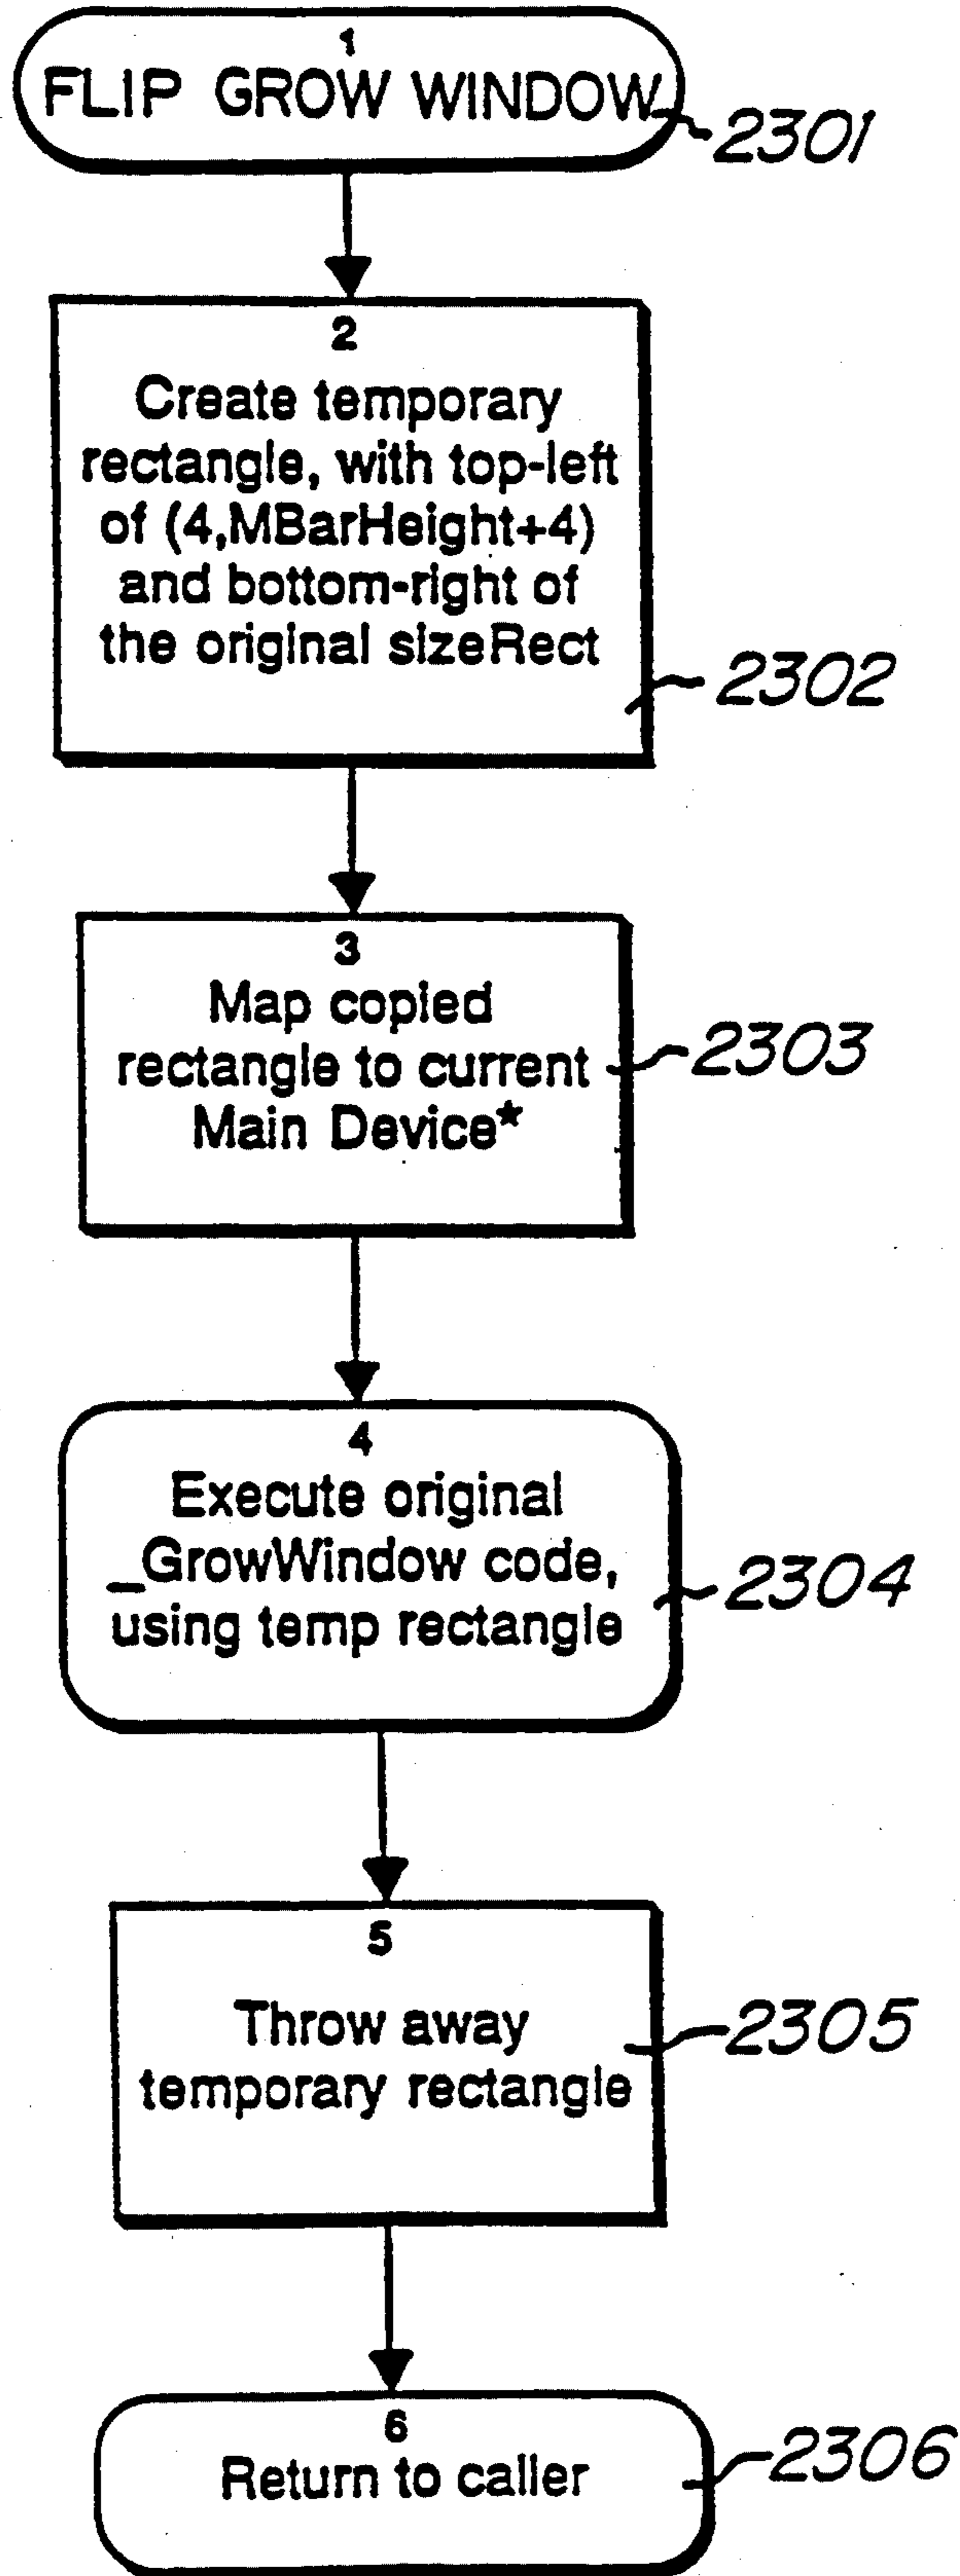 1
FLIP GROW WINDOW
2301
2
Create temporary
rectangle, with top-left
of (4,MBarHeight+4)
and bottom-right of
the original sizeRect
2302
3
Map copied
rectangle to current
Main Device*
2303
4
Execute original
_GrowWindow code,
using temp rectangle
2304
5
Throw away
temporary rectangle
2305
6
Return to caller
2306